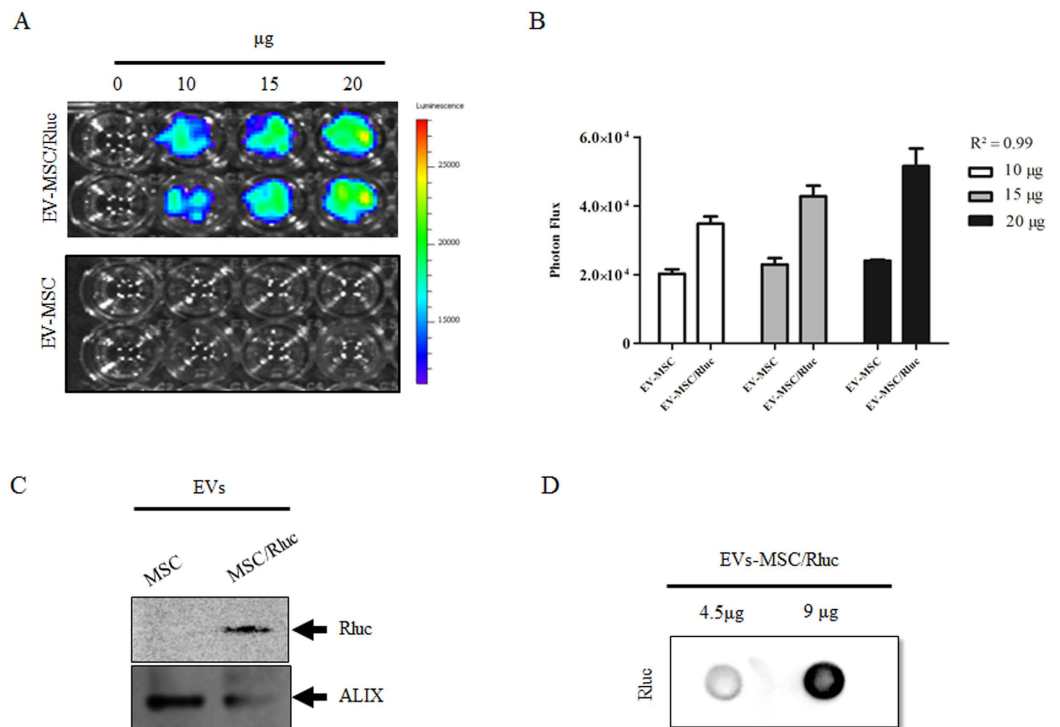 A
µg
0 10 15 20
EV-MSC/Rluc
EV-MSC
Luminescence
25000
20000
15000
B
Photon Flux
6.0×10⁴
4.0×10⁴
2.0×10⁴
0
EV-MSC
EV-MSC/Rluc
EV-MSC
EV-MSC/Rluc
EV-MSC
EV-MSC/Rluc
R² = 0.99
10 µg
15 µg
20 µg
C
EVs
MSC MSC/Rluc
Rluc
ALIX
D
EVs-MSC/Rluc
4.5µg 9 µg
Rluc